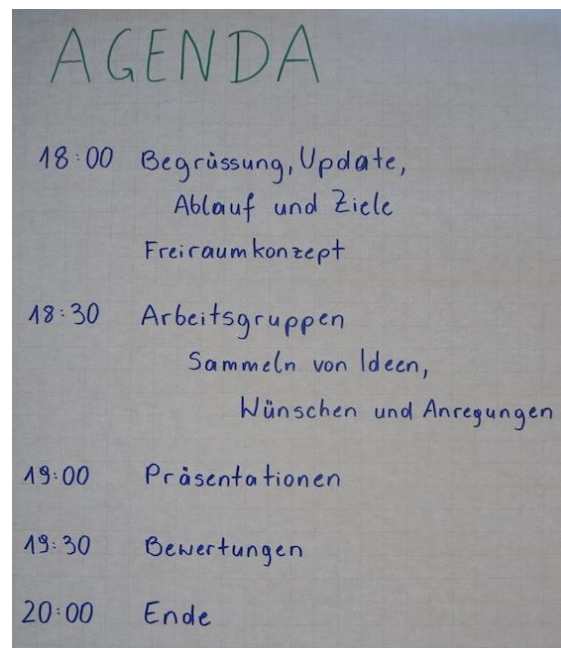 AGENDA
18:00 Begrüssung, Update,
Ablauf und Ziele
Freiraumkonzept
18:30 Arbeitsgruppen
Sammeln von Ideen,
Wünschen und Anregungen
19:00 Präsentationen
19:30 Bewertungen
20:00 Ende